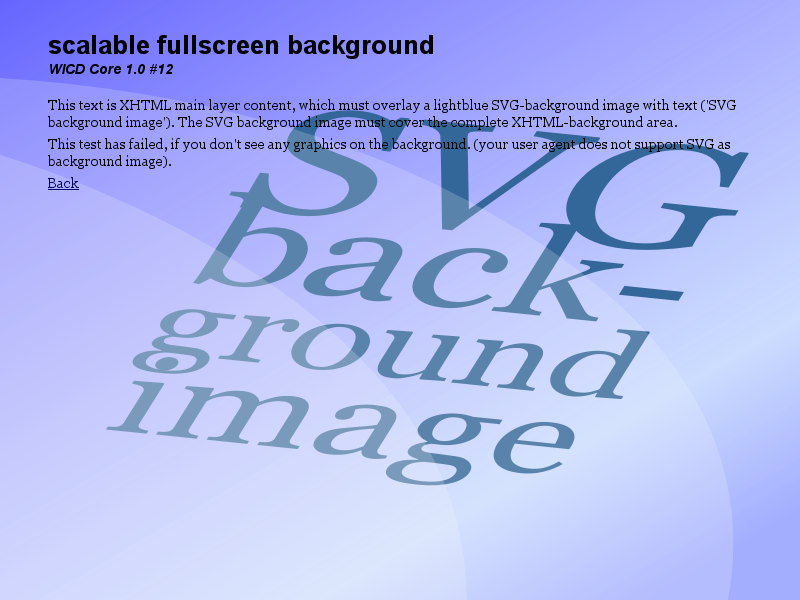 scalable fullscreen background
WICD Core 1.0 #12
This text is XHTML main layer content, which must overlay a lightblue SVG-background image with text ('SVG
background image'). The SVG background image must cover the complete XHTML-background area.
This test has failed, if you don't see any graphics on the background. (your user agent does not support SVG as
background image).
Back
SVG
back-
ground
image